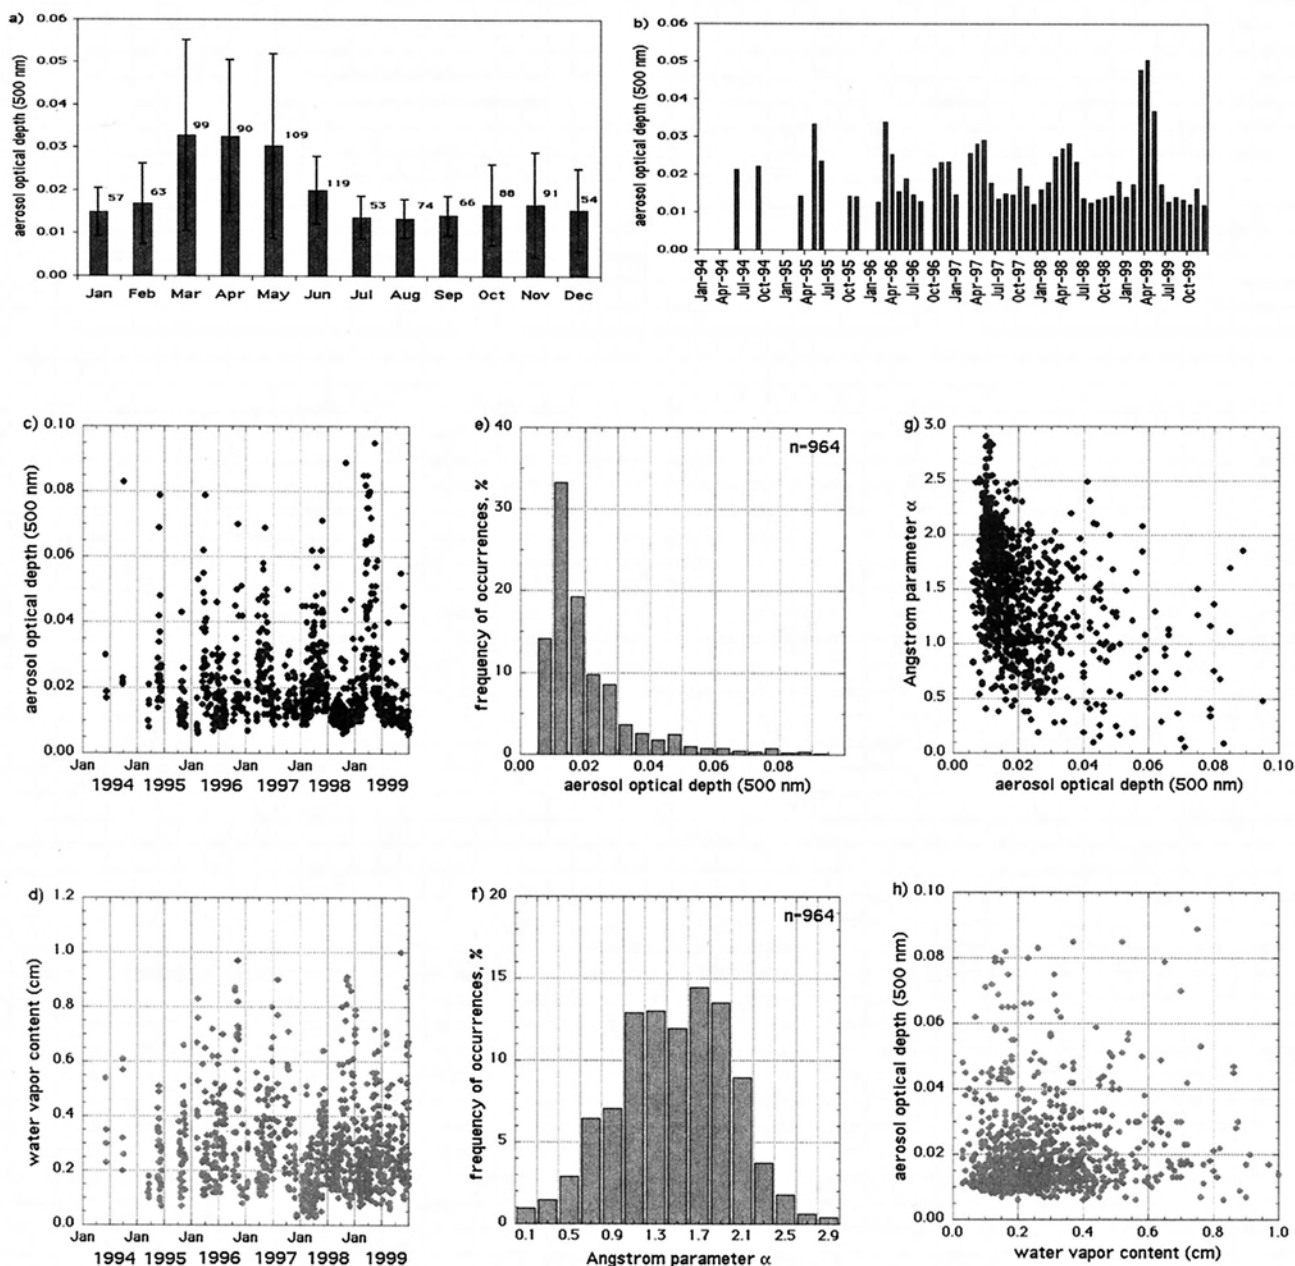 a)
aerosol optical depth (500 nm)
0.06
0.05
0.04
0.03
0.02
0.01
0.00
57
63
99
90
109
119
53
74
66
88
91
54
Jan Feb Mar Apr May Jun Jul Aug Sep Oct Nov Dec
b)
aerosol optical depth (500 nm)
0.06
0.05
0.04
0.03
0.02
0.01
0.00
Jan-94
Apr-94
Jul-94
Oct-94
Jan-95
Apr-95
Jul-95
Oct-95
Jan-96
Apr-96
Jul-96
Oct-96
Jan-97
Apr-97
Jul-97
Oct-97
Jan-98
Apr-98
Jul-98
Oct-98
Jan-99
Apr-99
Jul-99
Oct-99
c)
aerosol optical depth (500 nm)
0.10
0.08
0.06
0.04
0.02
0.00
Jan Jan Jan Jan Jan Jan
1994 1995 1996 1997 1998 1999
e)
n=964
frequency of occurrences, %
40
30
20
10
0
0.00 0.02 0.04 0.06 0.08 0.10
aerosol optical depth (500 nm)
g)
Angstrom parameter α
3.0
2.5
2.0
1.5
1.0
0.5
0.0
0.00 0.02 0.04 0.06 0.08 0.10
aerosol optical depth (500 nm)
d)
water vapor content (cm)
1.2
1.0
0.8
0.6
0.4
0.2
0.0
Jan Jan Jan Jan Jan Jan
1994 1995 1996 1997 1998 1999
f)
n=964
frequency of occurrences, %
20
15
10
5
0
0.1 0.5 0.9 1.3 1.7 2.1 2.5 2.9
Angstrom parameter α
h)
aerosol optical depth (500 nm)
0.10
0.08
0.06
0.04
0.02
0.00
0.0 0.2 0.4 0.6 0.8 1.0
water vapor content (cm)